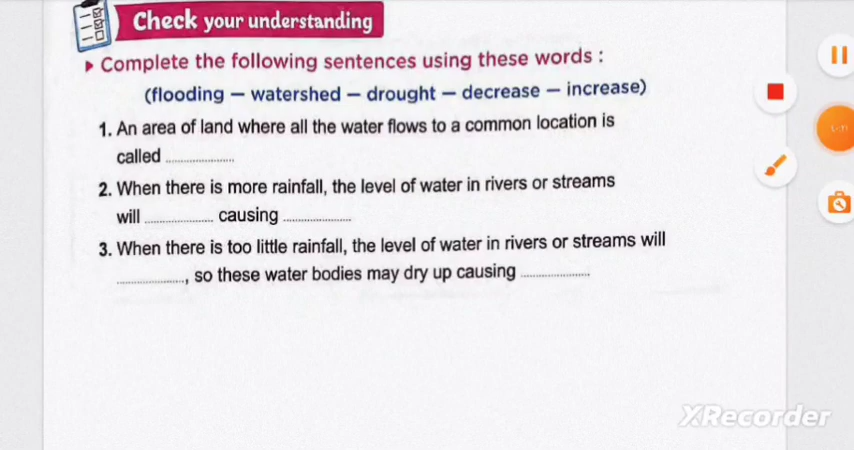 Check your understanding
Complete the following sentences using these words :
(flooding – watershed – drought – decrease – increase)
1. An area of land where all the water flows to a common location is
called ....................
2. When there is more rainfall, the level of water in rivers or streams
will .................... causing ....................
3. When there is too little rainfall, the level of water in rivers or streams will
...................., so these water bodies may dry up causing ....................
XRecorder